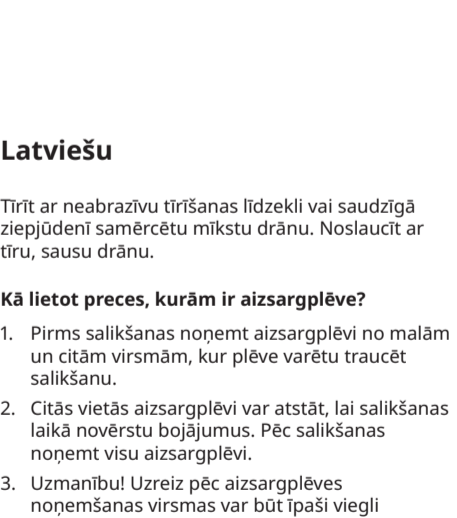 Latviešu
Tīrīt ar neabrazīvu tīrīšanas līdzekli vai saudzīgā
ziepjūdenī samērcētu mīkstu drānu. Noslaucīt ar
tīru, sausu drānu.
Kā lietot preces, kurām ir aizsargplēve?
1. Pirms salikšanas noņemt aizsargplēvi no malām
un citām virsmām, kur plēve varētu traucēt
salikšanu.
2. Citās vietās aizsargplēvi var atstāt, lai salikšanas
laikā novērstu bojājumus. Pēc salikšanas
noņemt visu aizsargplēvi.
3. Uzmanību! Uzreiz pēc aizsargplēves
noņemšanas virsmas var būt īpaši viegli